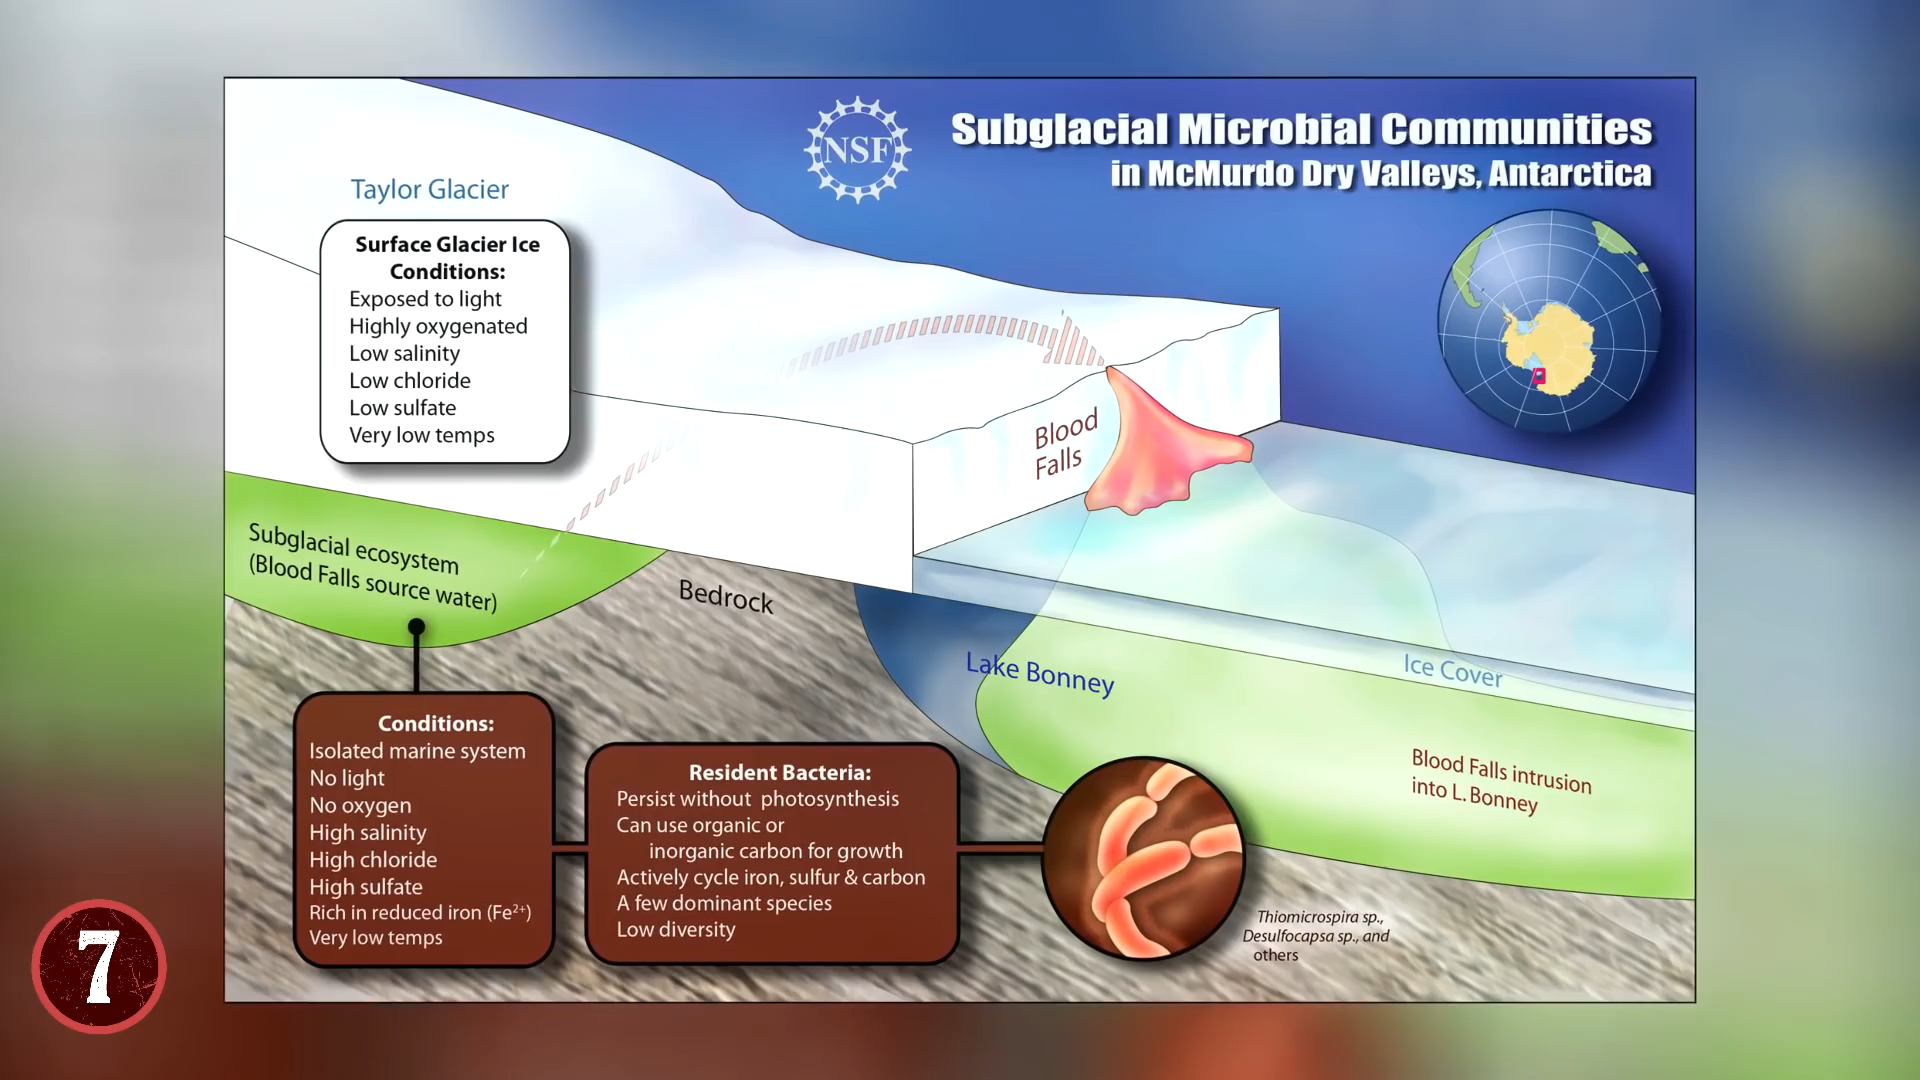 NSF
Subglacial Microbial Communities
in McMurdo Dry Valleys, Antarctica
Taylor Glacier
Surface Glacier Ice
Conditions:
Exposed to light
Highly oxygenated
Low salinity
Low chloride
Low sulfate
Very low temps
Blood
Falls
Subglacial ecosystem
(Blood Falls source water)
Bedrock
Lake Bonney
Ice Cover
Blood Falls intrusion
into L. Bonney
Conditions:
Isolated marine system
No light
No oxygen
High salinity
High chloride
High sulfate
Rich in reduced iron (Fe²⁺)
Very low temps
Resident Bacteria:
Persist without photosynthesis
Can use organic or
inorganic carbon for growth
Actively cycle iron, sulfur & carbon
A few dominant species
Low diversity
Thiomicrospira sp.,
Desulfocapsa sp., and
others
7